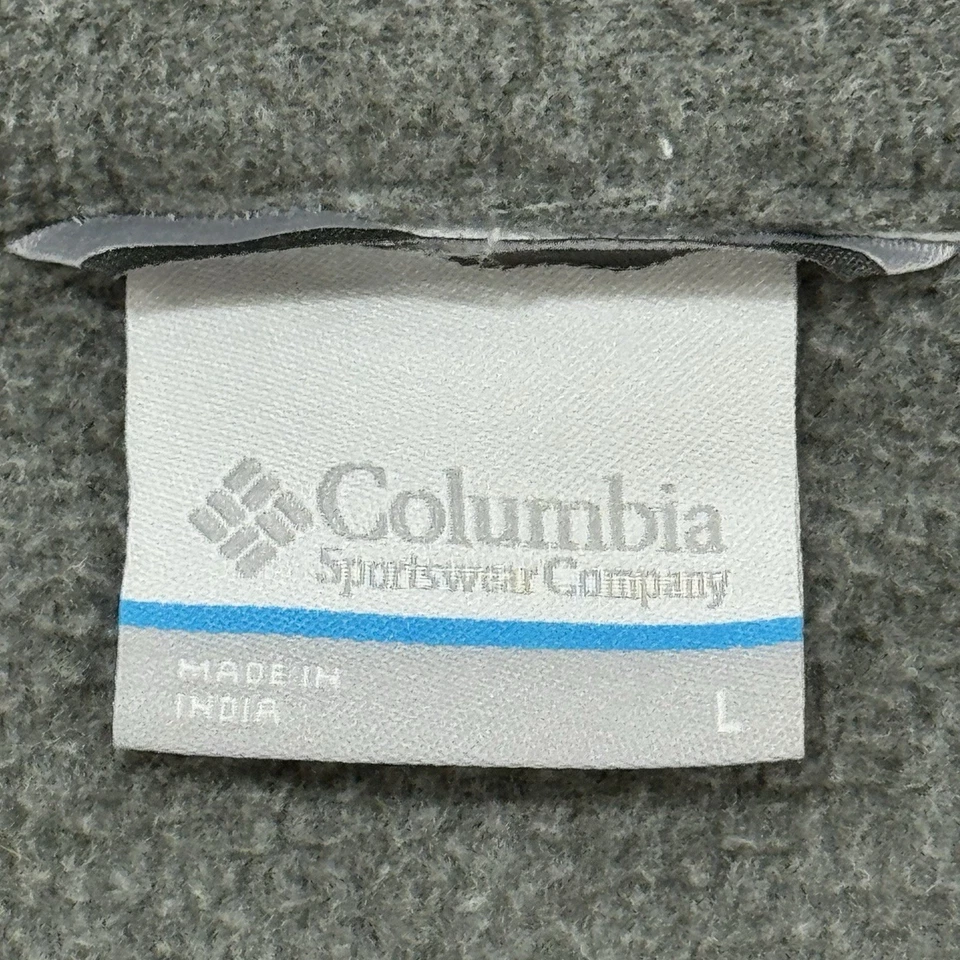 Columbia
Sportswear Company
MADE IN
INDIA
L